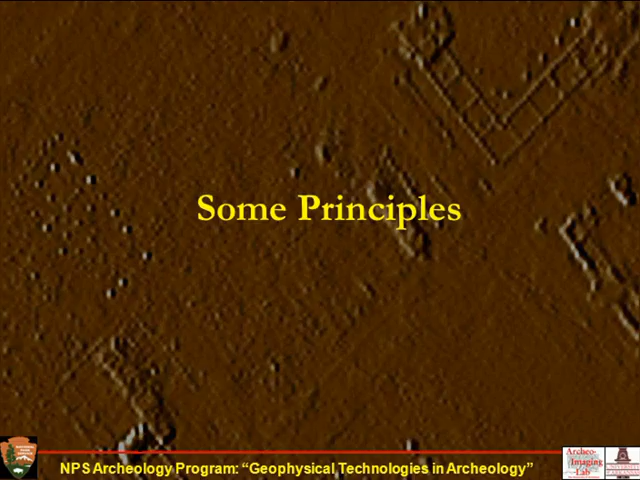 Some Principles
NPS Archeology Program: “Geophysical Technologies in Archeology”
Archeo-
Imaging
Lab